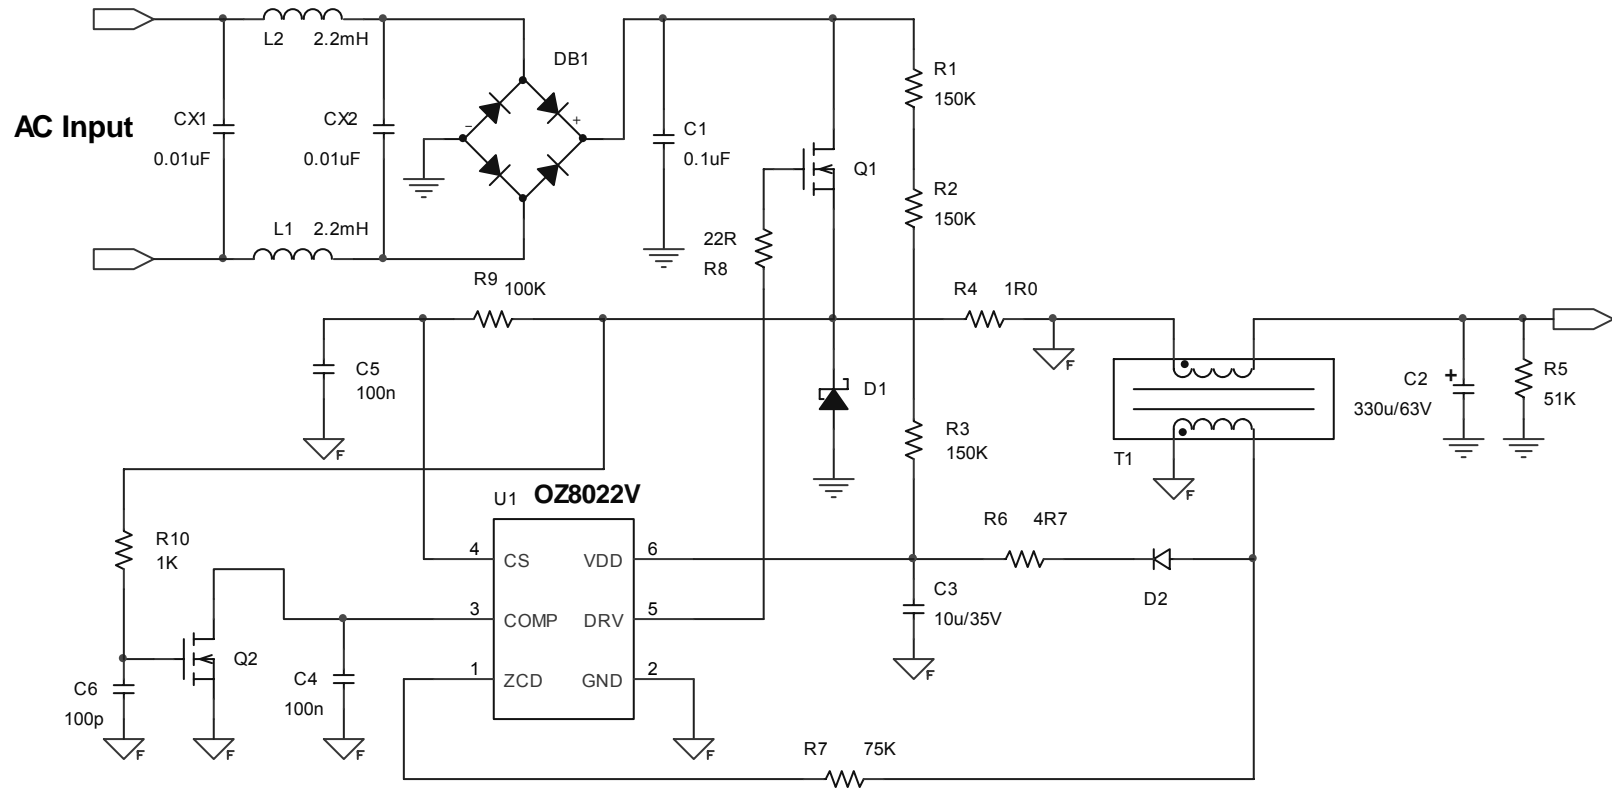 L2 2.2mH
DB1
R1
150K
AC Input
CX1
0.01uF
CX2
0.01uF
− +
C1
0.1uF
Q1
R2
150K
L1 2.2mH
22R
R8
R9 100K
R4 1R0
F
C5
100n
D1
C2
+
330u/63V
R5
51K
F
R3
150K
T1
F
U1 OZ8022V
R10
1K
4 CS VDD 6
R6 4R7
D2
C3
10u/35V
3 COMP DRV 5
Q2
F
1 ZCD GND 2
C6
100p
C4
100n
F F F F
R7 75K